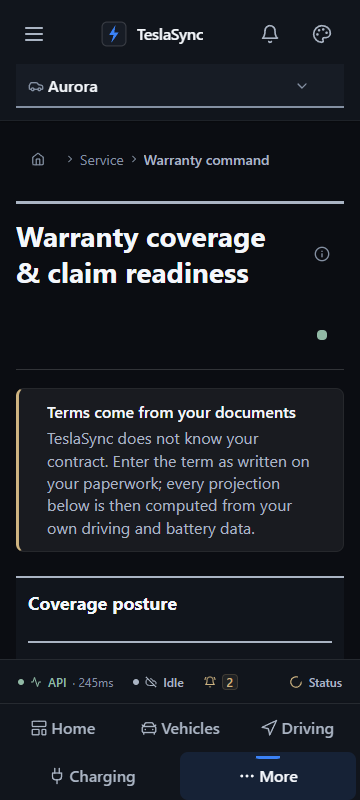 TeslaSync
Aurora
Service
Warranty command
Warranty coverage
& claim readiness
Terms come from your documents
TeslaSync does not know your
contract. Enter the term as written on
your paperwork; every projection
below is then computed from your
own driving and battery data.
Coverage posture
API · 245ms
Idle
2
Status
Home
Vehicles
Driving
Charging
More